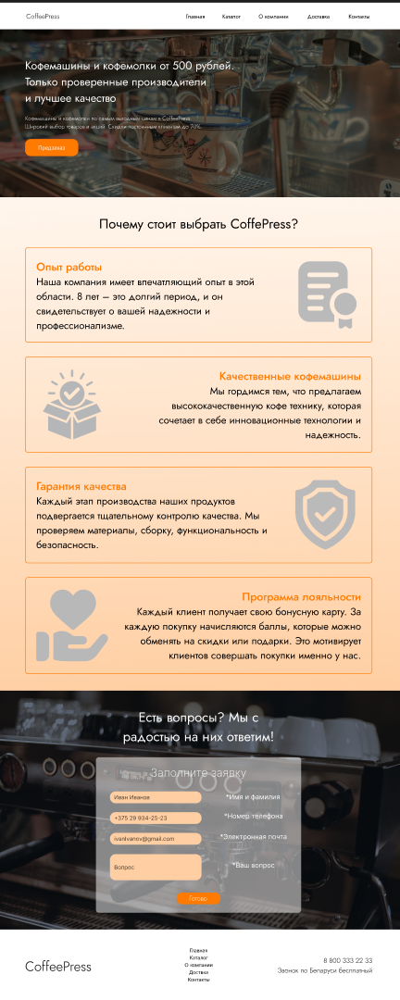 CoffeePress
Главная Каталог О компании Доставка Контакты
Кофемашины и кофемолки от 500 рублей.
Только проверенные производители
и лучшее качество
Кофемашины и кофемолки по самым выгодным ценам в CoffeePress.
Широкий выбор товаров и акций. Скидки постоянным клиентам до 70%.
Предзаказ
Почему стоит выбрать CoffePress?
Опыт работы
Наша компания имеет впечатляющий опыт в этой
области. 8 лет – это долгий период, и он
свидетельствует о вашей надежности и
профессионализме.
Качественные кофемашины
Мы гордимся тем, что предлагаем
высококачественную кофе технику, которая
сочетает в себе инновационные технологии и
надежность.
Гарантия качества
Каждый этап производства наших продуктов
подвергается тщательному контролю качества. Мы
проверяем материалы, сборку, функциональность и
безопасность.
Программа лояльности
Каждый клиент получает свою бонусную карту. За
каждую покупку начисляются баллы, которые можно
обменять на скидки или подарки. Это мотивирует
клиентов совершать покупки именно у нас.
Есть вопросы? Мы с
радостью на них ответим!
Заполните заявку
Иван Иванов *Имя и фамилия
+375 29 934-25-23 *Номер телефона
ivanIvanov@gmail.com *Электронная почта
Вопрос *Ваш вопрос
Готово
CoffeePress
Главная
Каталог
О компании
Доставка
Контакты
8 800 333 22 33
Звонок по Беларуси бесплатный